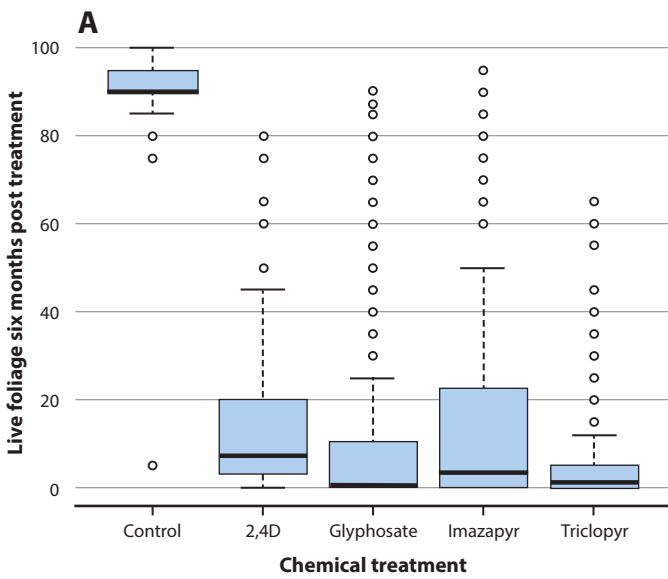 A
Live foliage six months post treatment
100
80
60
40
20
0
Control 2,4D Glyphosate Imazapyr Triclopyr
Chemical treatment